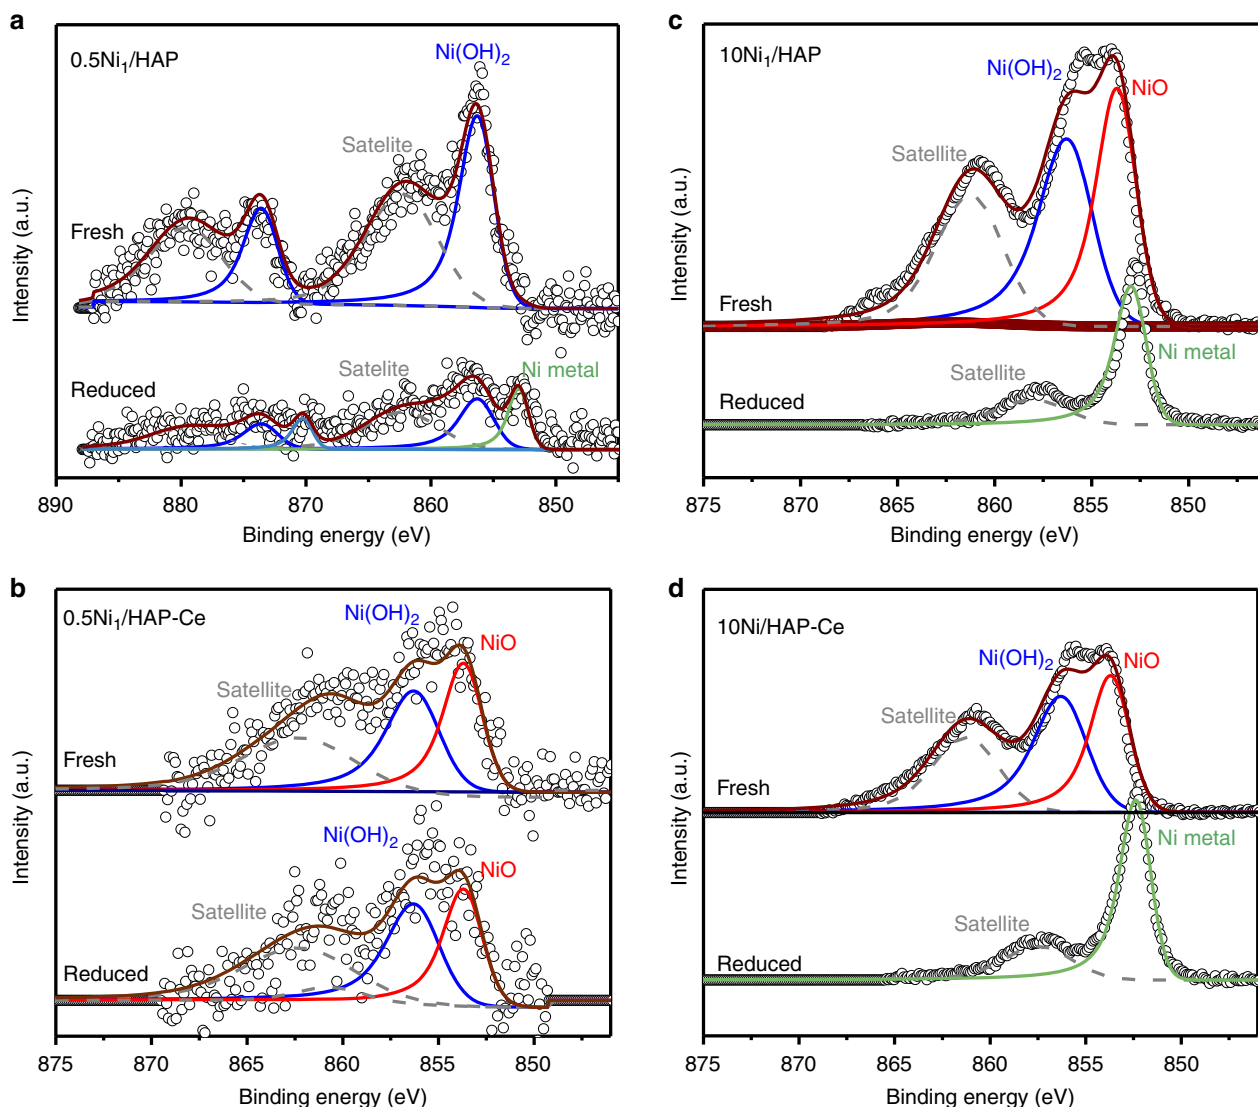 a
0.5Ni₁/HAP
Ni(OH)₂
Satelite
Fresh
Reduced
Satelite
Ni metal
Intensity (a.u.)
890 880 870 860 850
Binding energy (eV)
c
10Ni₁/HAP
Ni(OH)₂
NiO
Satellite
Fresh
Satellite
Ni metal
Reduced
Intensity (a.u.)
875 870 865 860 855 850
Binding energy (eV)
b
0.5Ni₁/HAP-Ce
Ni(OH)₂
NiO
Satellite
Fresh
Ni(OH)₂
NiO
Satellite
Reduced
Intensity (a.u.)
875 870 865 860 855 850
Binding energy (eV)
d
10Ni/HAP-Ce
Ni(OH)₂
NiO
Satellite
Fresh
Ni metal
Satellite
Reduced
Intensity (a.u.)
875 870 865 860 855 850
Binding energy (eV)